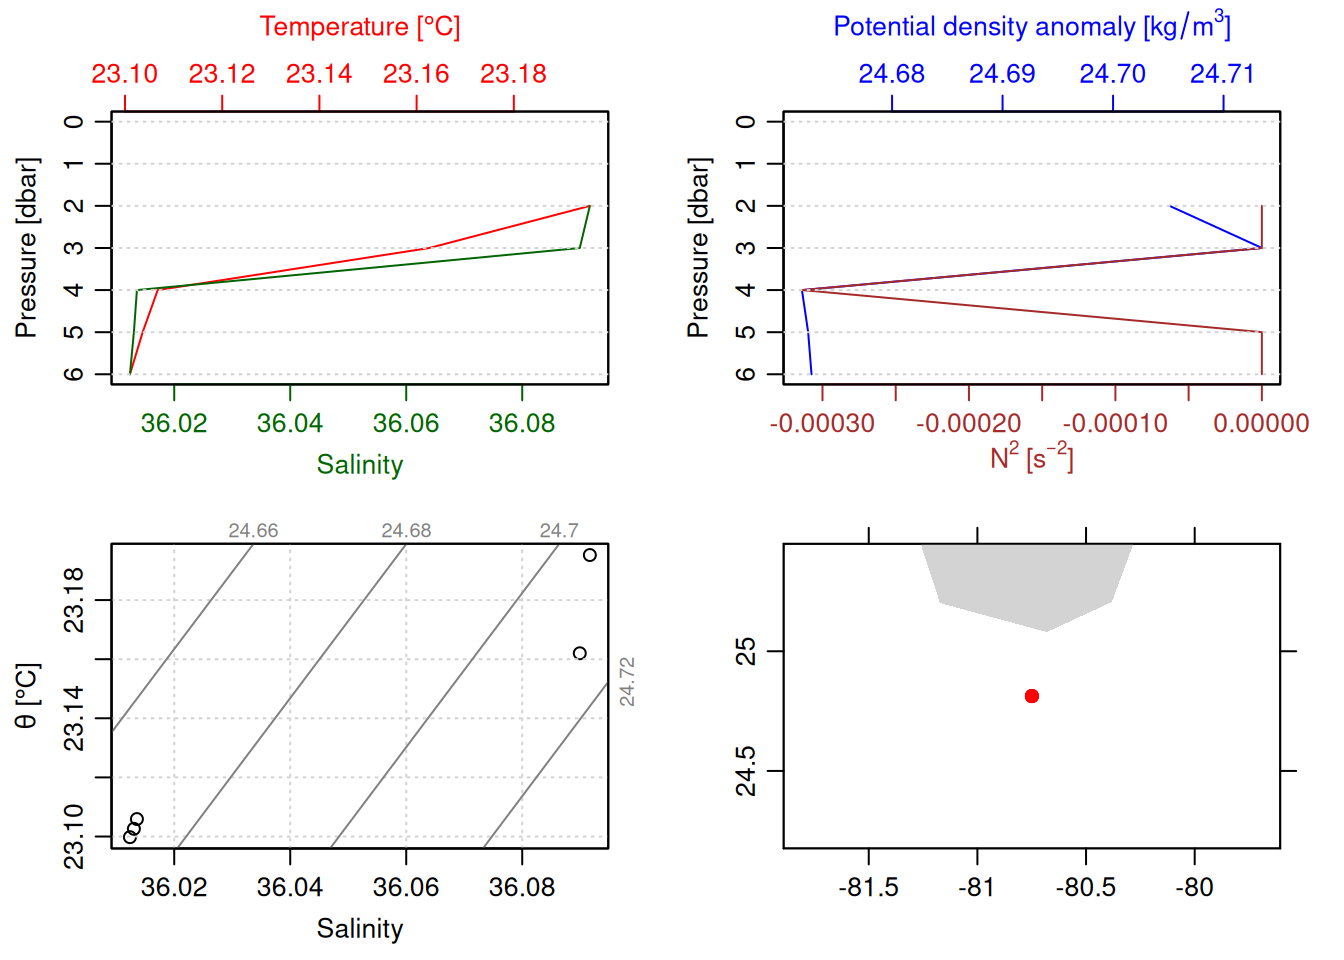 Temperature [°C]
23.10 23.12 23.14 23.16 23.18
Pressure [dbar]
0
1
2
3
4
5
6
36.02 36.04 36.06 36.08
Salinity
Potential density anomaly [kg/m³]
24.68 24.69 24.70 24.71
Pressure [dbar]
0
1
2
3
4
5
6
-0.00030 -0.00020 -0.00010 0.00000
N² [s⁻²]
24.66 24.68 24.7
24.72
θ [°C]
23.18
23.14
23.10
36.02 36.04 36.06 36.08
Salinity
25
24.5
-81.5 -81 -80.5 -80